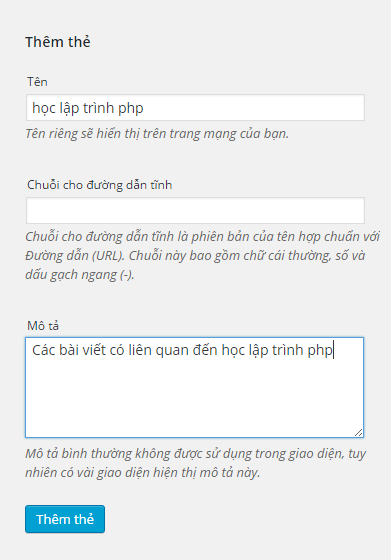 Thêm thẻ
Tên
học lập trình php
Tên riêng sẽ hiển thị trên trang mạng của bạn.
Chuỗi cho đường dẫn tĩnh
Chuỗi cho đường dẫn tĩnh là phiên bản của tên hợp chuẩn với
Đường dẫn (URL). Chuỗi này bao gồm chữ cái thường, số và
dấu gạch ngang (-).
Mô tả
Các bài viết có liên quan đến học lập trình php
Mô tả bình thường không được sử dụng trong giao diện, tuy
nhiên có vài giao diện hiện thị mô tả này.
Thêm thẻ